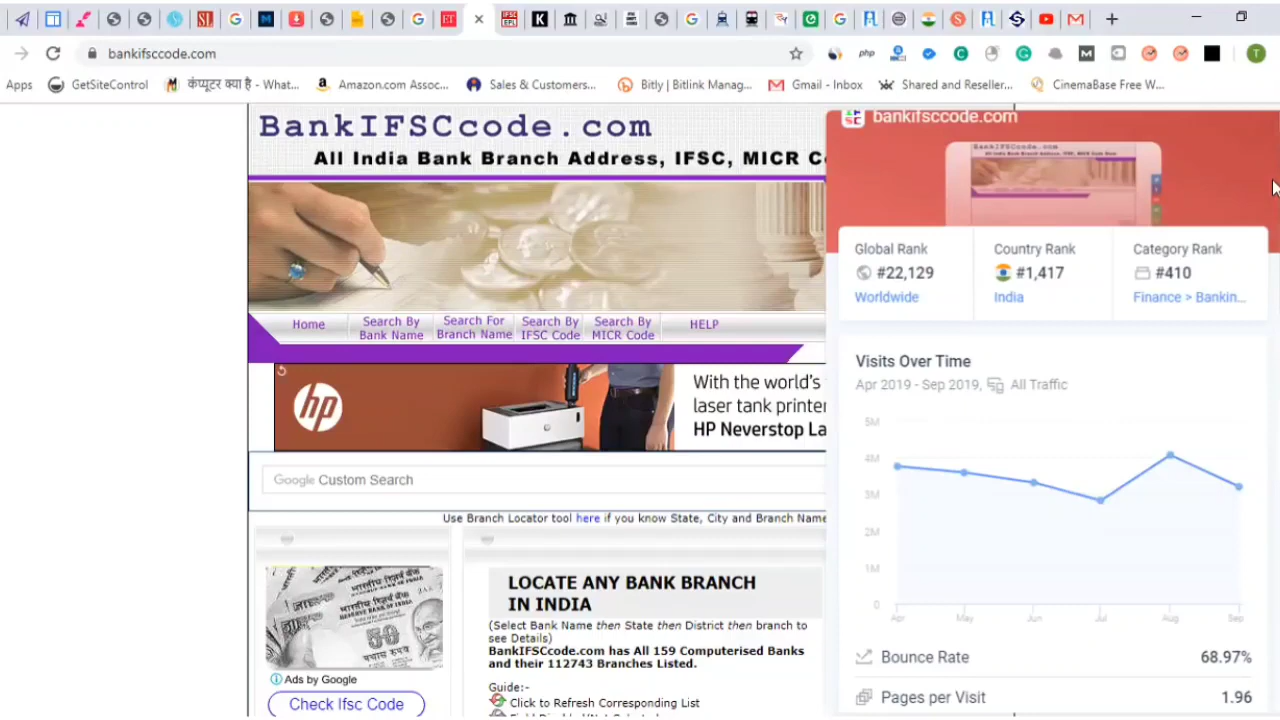 bankifsccode.com
Apps GetSiteControl कंप्यूटर क्या है - What... Amazon.com Assoc... Sales & Customers... Bitly | Bitlink Manag... Gmail - Inbox Shared and Reseller... CinemaBase Free W...
BankIFSCcode.com
All India Bank Branch Address, IFSC, MICR C
Home
Search By Bank Name
Search For Branch Name
Search By IFSC Code
Search By MICR Code
HELP
hp
With the world's
laser tank printer
HP Neverstop La
Google Custom Search
Use Branch Locator tool here if you know State, City and Branch Name
LOCATE ANY BANK BRANCH
IN INDIA
(Select Bank Name then State then District then branch to
see Details)
BankIFSCcode.com has All 159 Computerised Banks
and their 112743 Branches Listed.
Guide:-
Click to Refresh Corresponding List
Ads by Google
Check Ifsc Code
bankifsccode.com
Global Rank
#22,129
Worldwide
Country Rank
#1,417
India
Category Rank
#410
Finance > Bankin...
Visits Over Time
Apr 2019 - Sep 2019, All Traffic
5M
4M
3M
2M
1M
0
Apr May Jun Jul Aug Sep
Bounce Rate 68.97%
Pages per Visit 1.96